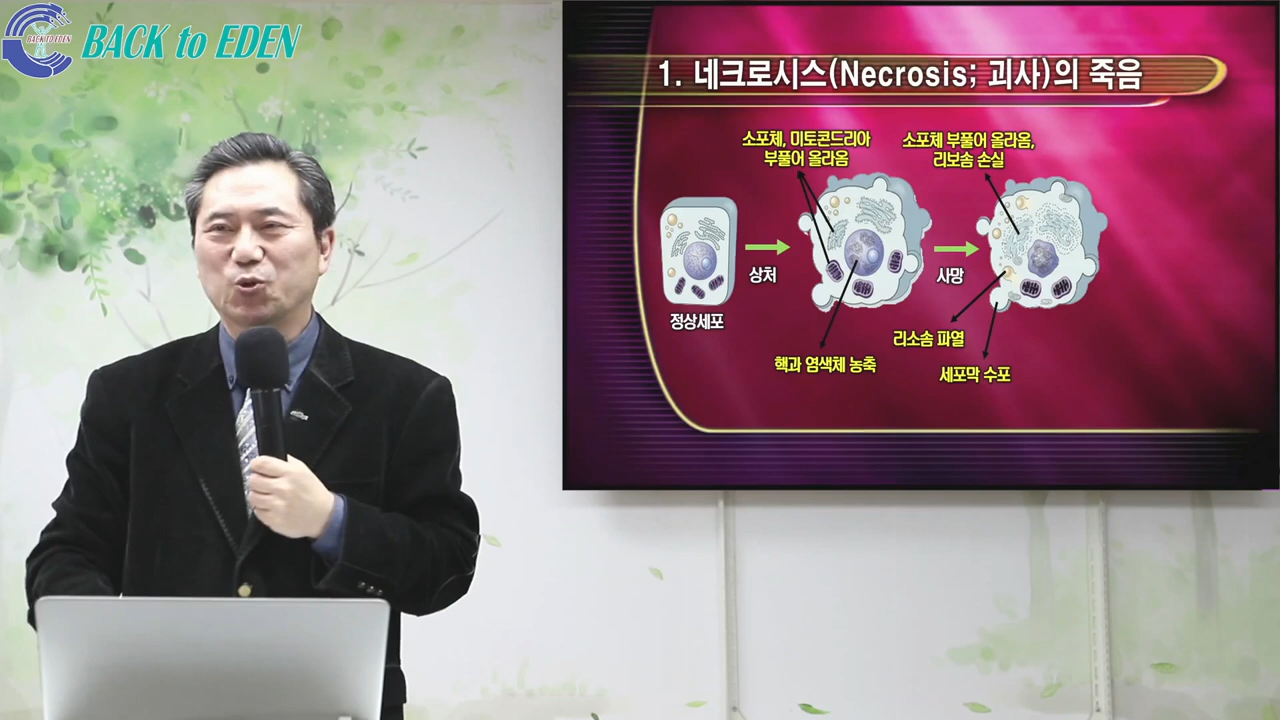 BACK TO EDEN
BACK to EDEN
1. 네크로시스(Necrosis; 괴사)의 죽음
소포체, 미토콘드리아
부풀어 올라옴
소포체 부풀어 올라옴,
리보솜 손실
상처
사망
정상세포
리소솜 파열
핵과 염색체 농축
세포막 수포